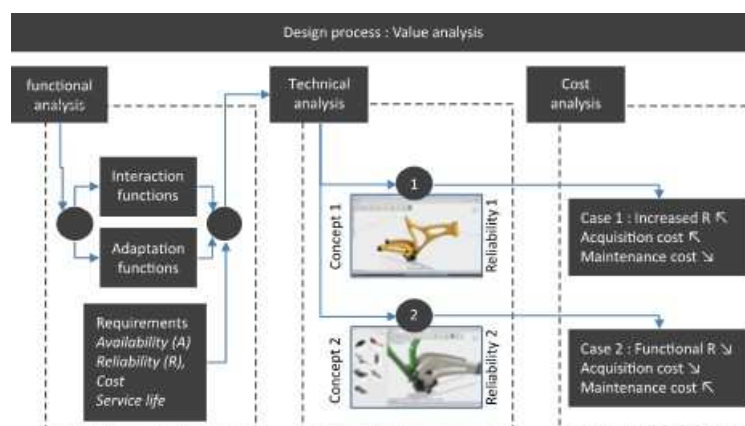 Design process : Value analysis
functional
analysis
Technical
analysis
Cost
analysis
Interaction
functions
Adaptation
functions
Requirements
Availability (A)
Reliability (R),
Cost
Service life
1
Concept 1
Reliability 1
2
Concept 2
Reliability 2
Case 1 : Increased R ↖
Acquisition cost ↖
Maintenance cost ↘
Case 2 : Functional R ↘
Acquisition cost ↘
Maintenance cost ↖